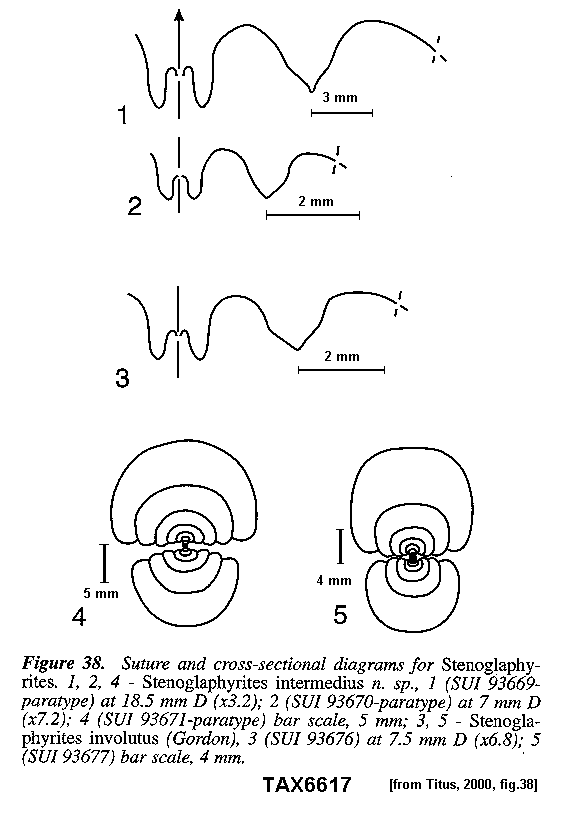 3 mm
1
2 mm
2
2 mm
3
5 mm
4 mm
4
5
Figure 38. Suture and cross-sectional diagrams for Stenoglaphy-
rites. 1, 2, 4 - Stenoglaphyrites intermedius n. sp., 1 (SUI 93669-
paratype) at 18.5 mm D (x3.2); 2 (SUI 93670-paratype) at 7 mm D
(x7.2); 4 (SUI 93671-paratype) bar scale, 5 mm; 3, 5 - Stenogla-
phyrites involutus (Gordon), 3 (SUI 93676) at 7.5 mm D (x6.8); 5
(SUI 93677) bar scale, 4 mm.
TAX6617 [from Titus, 2000, fig.38]